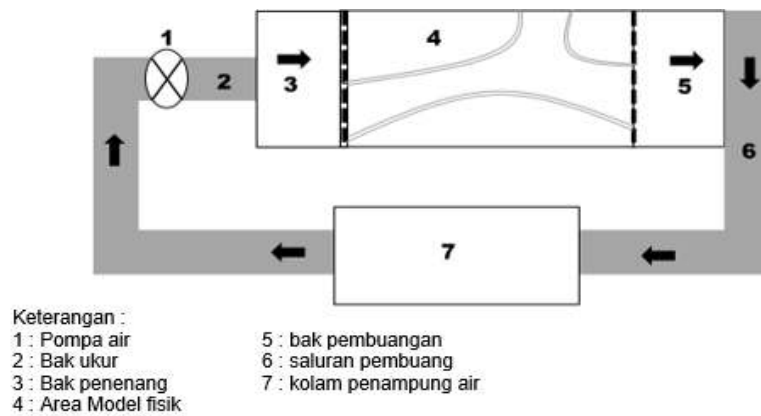 1
4
2
3
5
6
7
Keterangan :
1 : Pompa air
2 : Bak ukur
3 : Bak penenang
4 : Area Model fisik
5 : bak pembuangan
6 : saluran pembuang
7 : kolam penampung air